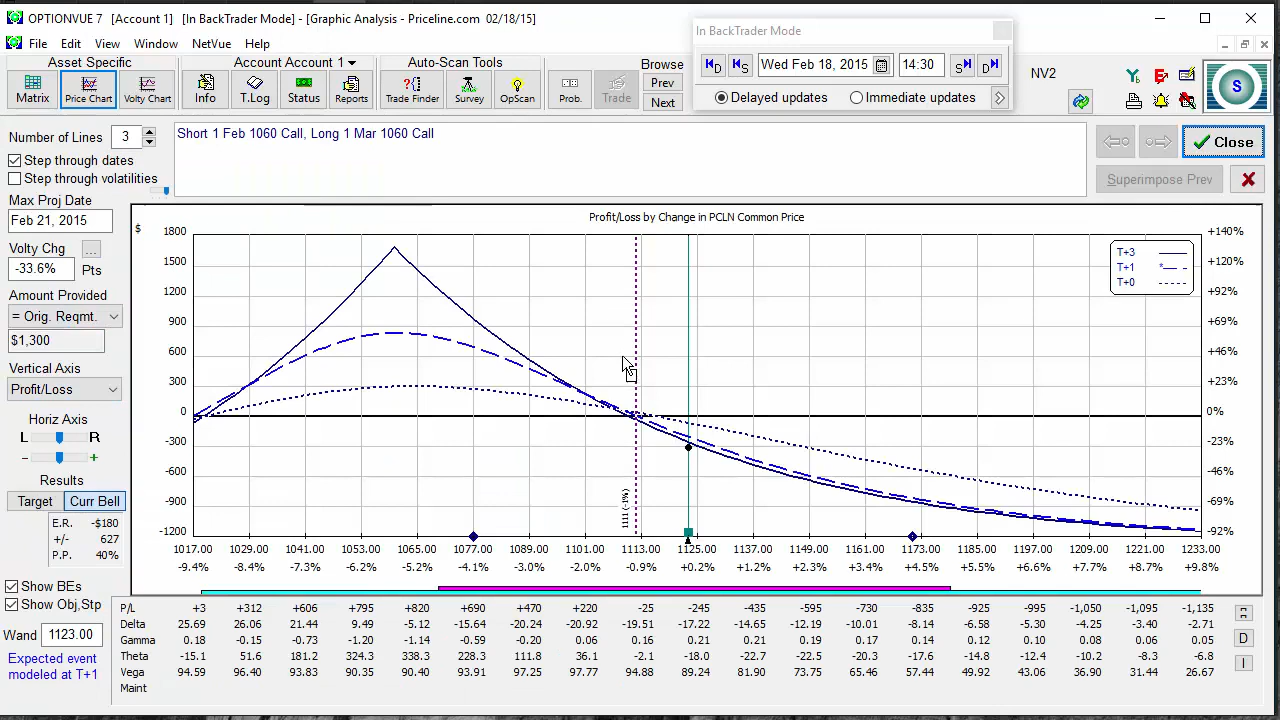 OPTIONVUE 7   [Account 1]   [In BackTrader Mode] - [Graphic Analysis - Priceline.com  02/18/15]
In BackTrader Mode
File Edit View Window NetVue Help
Asset Specific
Account Account 1
Auto-Scan Tools
Browse
Wed Feb 18, 2015 14:30
NV2
Matrix Price Chart Volty Chart Info T.Log Status Reports Trade Finder Survey OpScan Prob. Trade Prev
Next
Delayed updates Immediate updates
S
Number of Lines 3
Short 1 Feb 1060 Call, Long 1 Mar 1060 Call
Close
Step through dates
Step through volatilities
Superimpose Prev
Max Proj Date
Feb 21, 2015
Volty Chg ...
-33.6% Pts
Amount Provided
= Orig. Reqmt.
$1,300
Vertical Axis
Profit/Loss
Horiz Axis
L R
- +
Results
Target Curr Bell
E.R. -$180
+/- 627
P.P. 40%
Show BEs
Show Obj,Stp
Wand 1123.00
Expected event
modeled at T+1
Profit/Loss by Change in PCLN Common Price
$
1800 +140%
1500 +120%
1200 +92%
900 +69%
600 +46%
300 +23%
0 0%
-300 -23%
-600 -46%
-900 -69%
-1200 -92%
T+3
T+1 *
T+0
1111 (-1%)
1017.00 1029.00 1041.00 1053.00 1065.00 1077.00 1089.00 1101.00 1113.00 1125.00 1137.00 1149.00 1161.00 1173.00 1185.00 1197.00 1209.00 1221.00 1233.00
-9.4% -8.3% -7.3% -6.2% -5.2% -4.1% -3.0% -2.0% -0.9% +0.2% +1.3% +2.3% +3.4% +4.5% +5.5% +6.6% +7.7% +8.7% +9.8%
P/L +3 +312 +606 +795 +820 +690 +470 +220 -25 -245 -435 -595 -730 -835 -925 -995 -1,050 -1,095 -1,135
Delta 25.69 26.06 21.44 9.49 -5.12 -15.64 -20.24 -20.92 -19.51 -17.22 -14.65 -12.19 -10.01 -8.14 -6.58 -5.30 -4.25 -3.40 -2.71
Gamma 0.18 -0.15 -0.73 -1.20 -1.14 -0.59 -0.20 0.06 0.16 0.21 0.21 0.19 0.17 0.14 0.12 0.10 0.08 0.06 0.05
Theta -15.1 51.6 181.2 324.3 338.3 228.3 111.8 36.1 -2.1 -18.0 -22.7 -22.5 -20.3 -17.6 -14.8 -12.4 -10.2 -8.3 -6.8
Vega 94.59 96.40 93.83 90.35 90.40 93.91 97.25 97.77 94.88 89.24 81.90 73.75 65.46 57.44 49.92 43.06 36.90 31.44 26.67
Maint
D
I